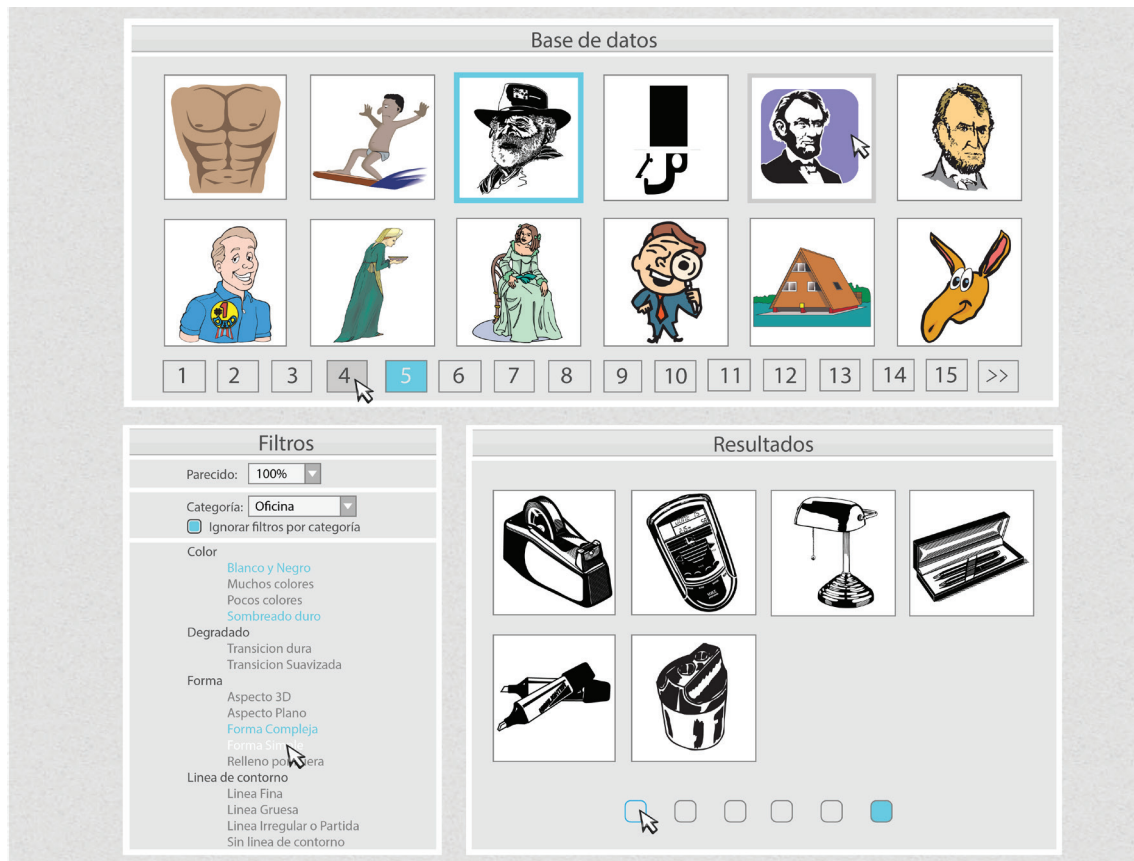 Base de datos
#1
1 2 3 4 5 6 7 8 9 10 11 12 13 14 15 >>
Filtros
Parecido: 100%
Categoría: Oficina
Ignorar filtros por categoría
Color
Blanco y Negro
Muchos colores
Pocos colores
Sombreado duro
Degradado
Transicion dura
Transicion Suavizada
Forma
Aspecto 3D
Aspecto Plano
Forma Compleja
Forma
Relleno
Linea de contorno
Linea Fina
Linea Gruesa
Linea Irregular o Partida
Sin linea de contorno
Resultados